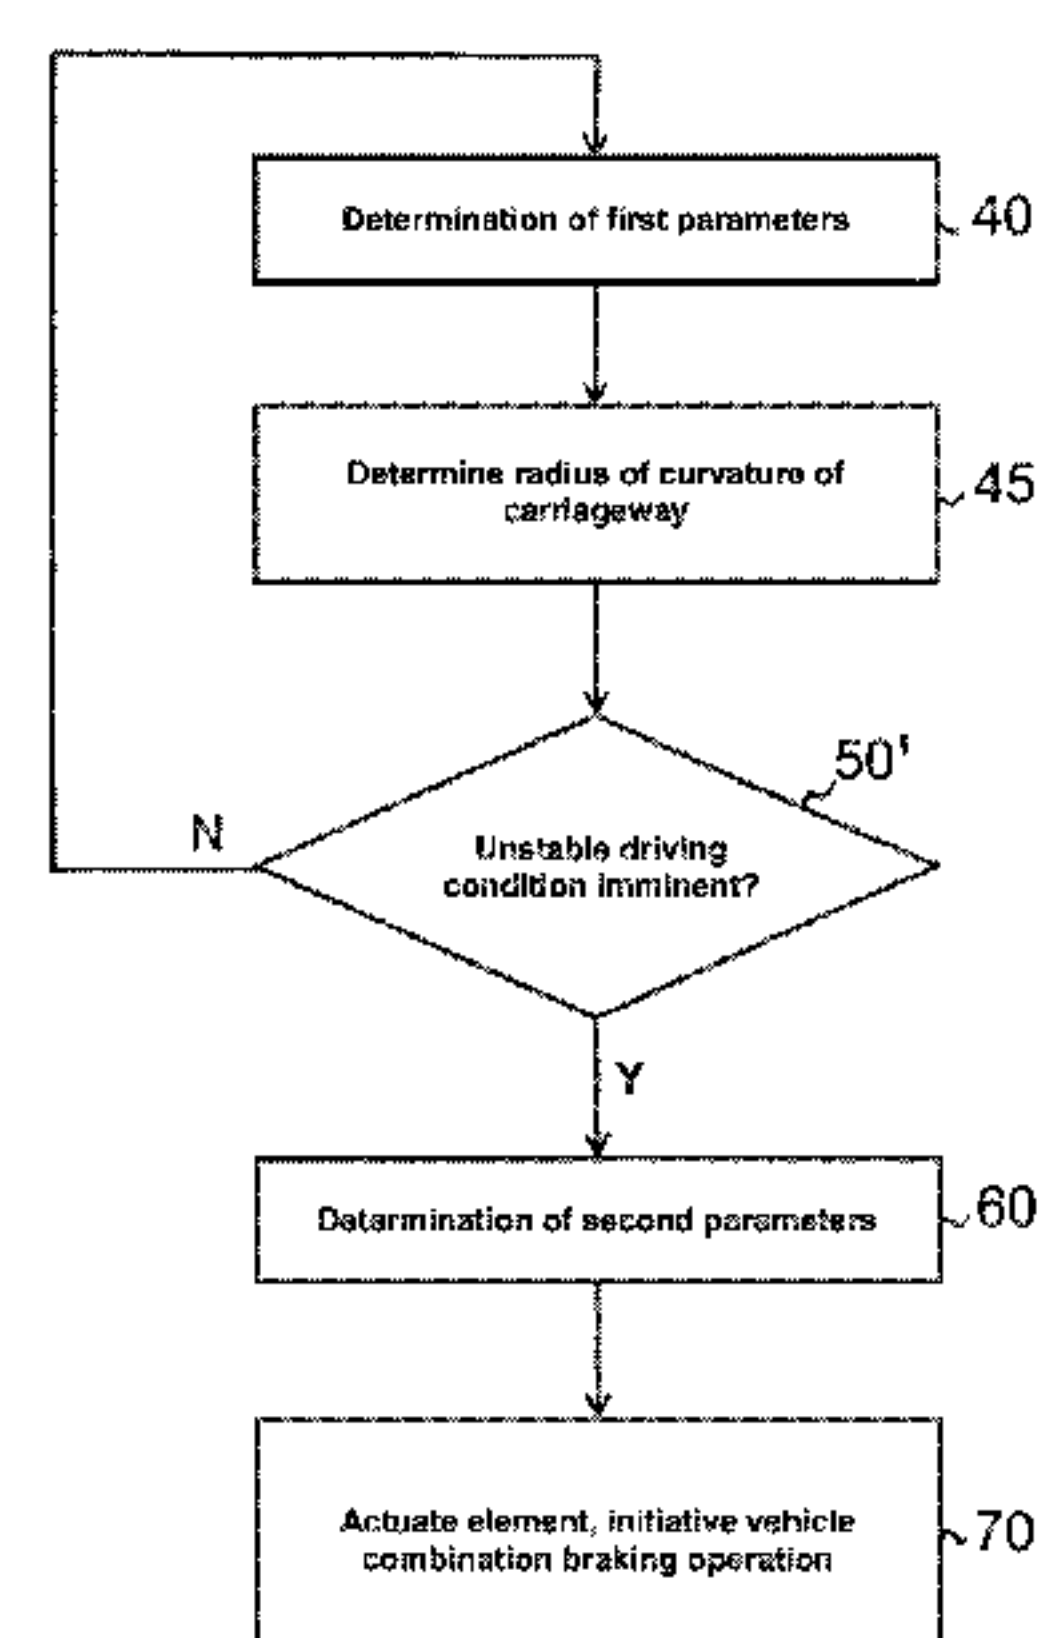 Determination of first parameters
40
Determine radius of curvature of
carriageway
45
50'
N
Unstable driving
condition imminent?
Y
Determination of second parameters
60
Actuate element, initiative vehicle
combination braking operation
70